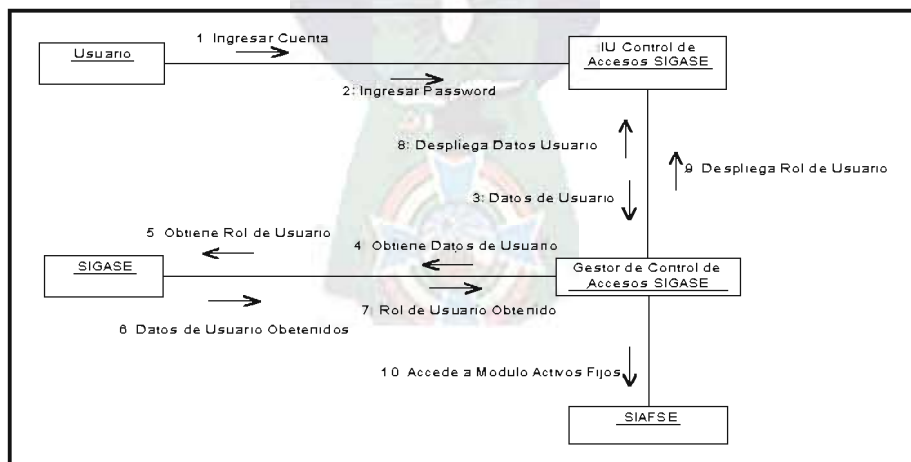 1 Ingresar Cuenta
Usuario
IU Control de
Accesos SIGASE
2: Ingresar Password
8: Despliega Datos Usuario
9 Despliega Rol de Usuario
3: Datos de Usuario
5 Obtiene Rol de Usuario
4 Obtiene Datos de Usuario
SIGASE
Gestor de Control de
Accesos SIGASE
7: Rol de Usuario Obtenido
6 Datos de Usuario Obetenidos
10 Accede a Modulo Activos Fijos
SIAFSE